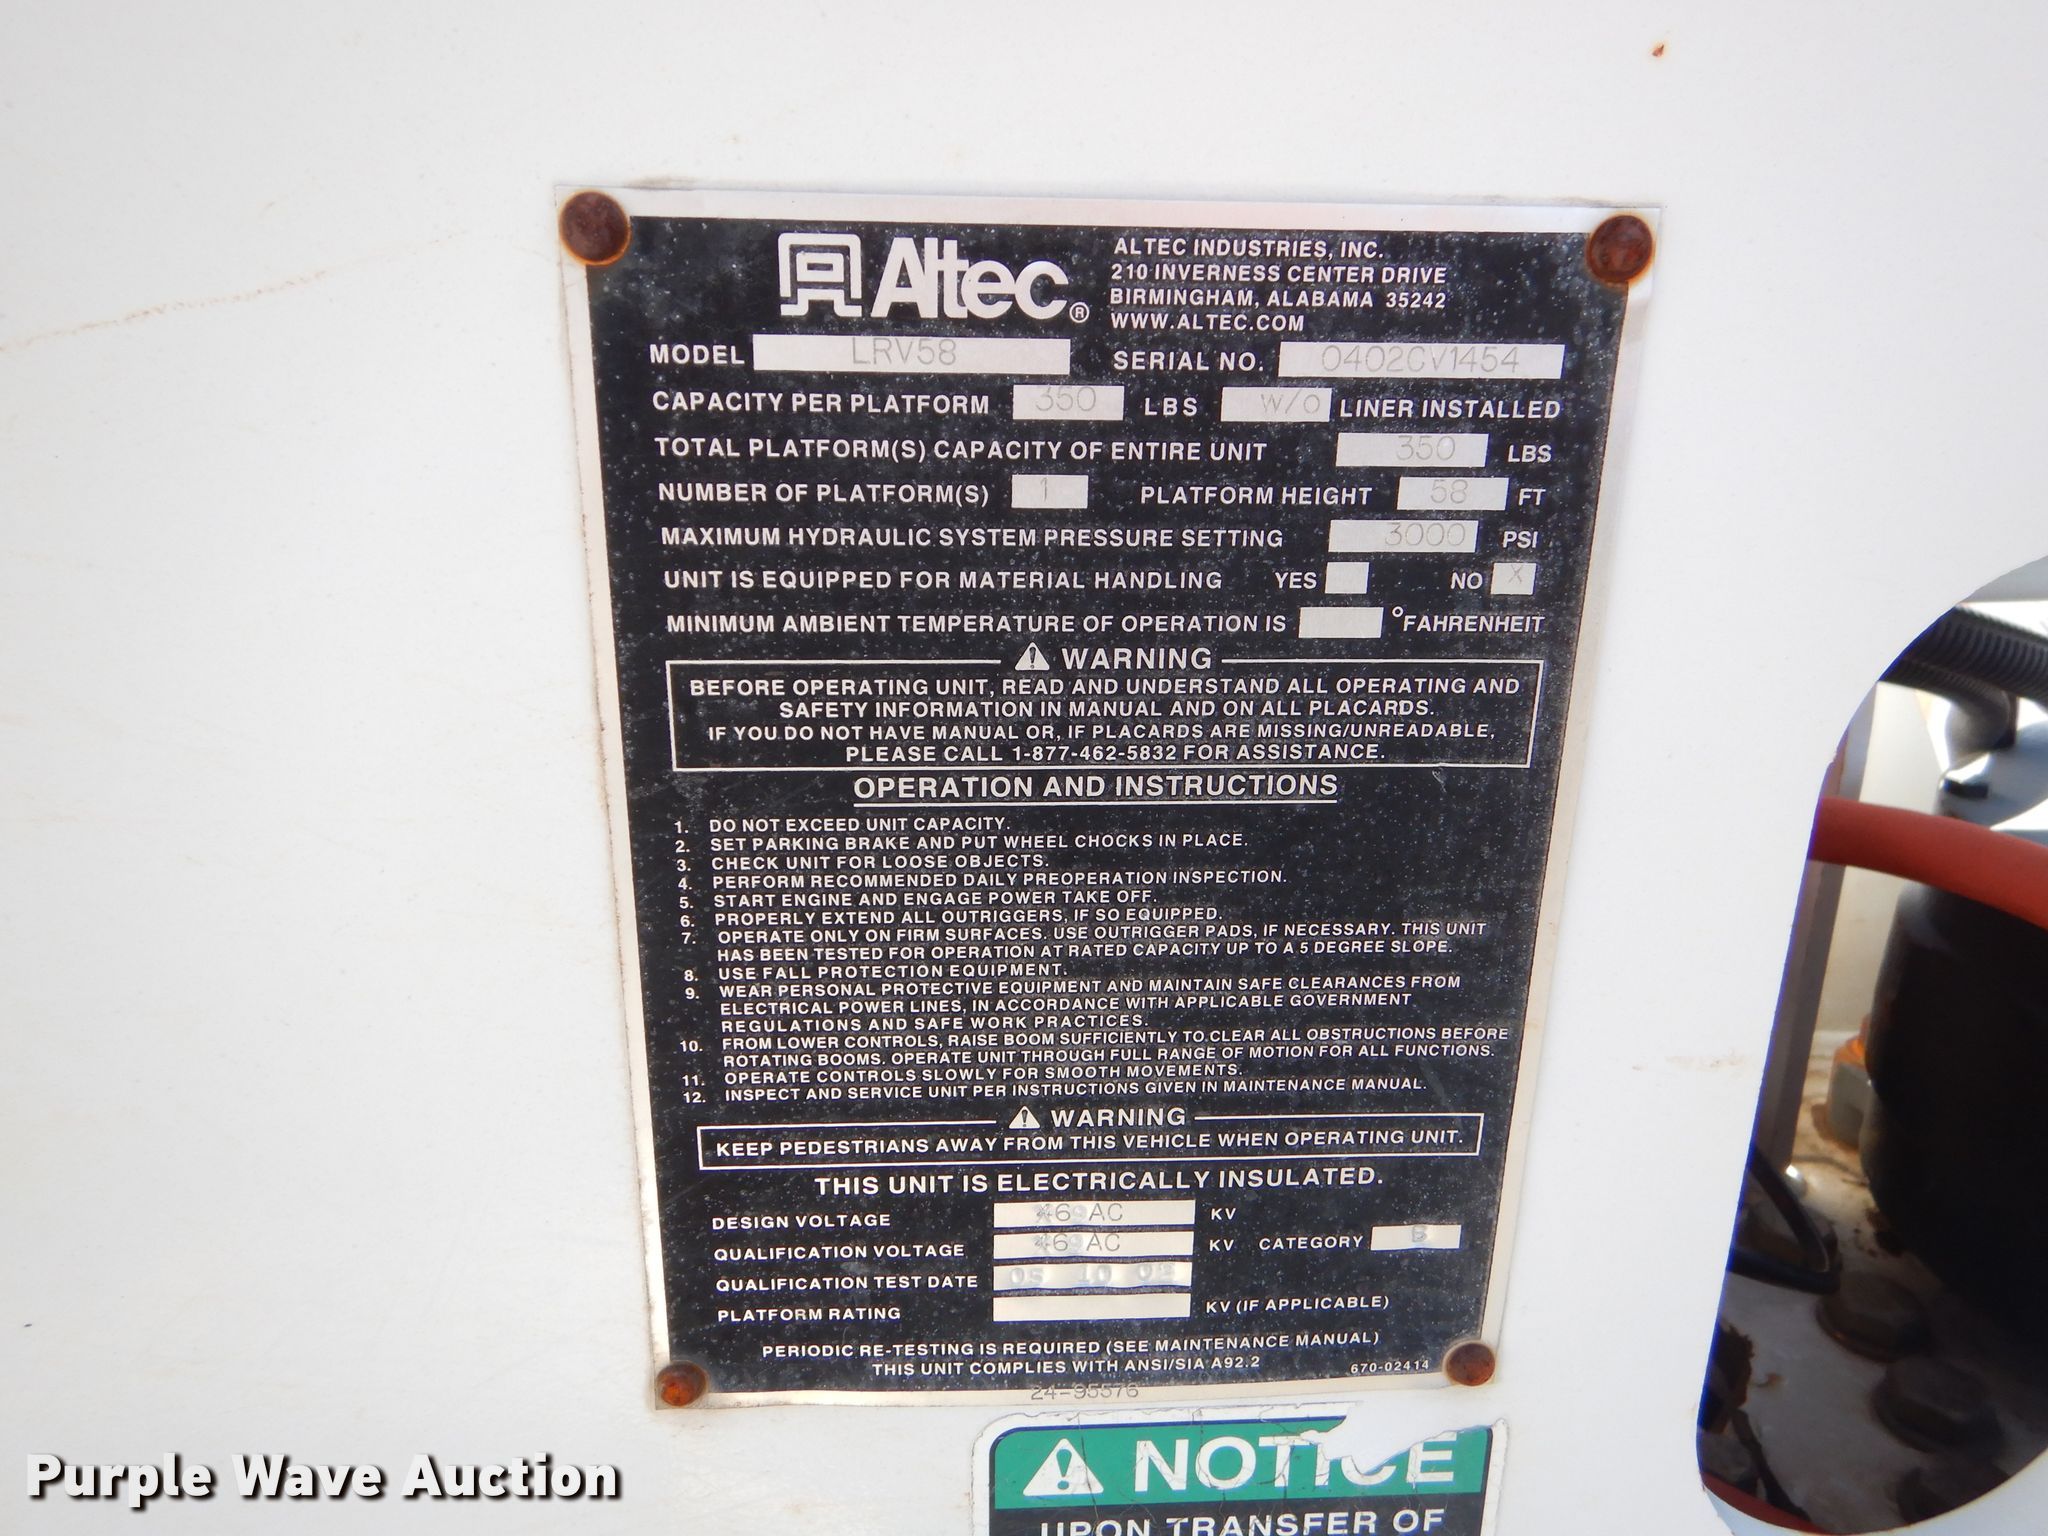 Altec®
ALTEC INDUSTRIES, INC.
210 INVERNESS CENTER DRIVE
BIRMINGHAM, ALABAMA 35242
WWW.ALTEC.COM
MODEL LRV58 SERIAL NO. 0402CV1454
CAPACITY PER PLATFORM 350 LBS W/O LINER INSTALLED
TOTAL PLATFORM(S) CAPACITY OF ENTIRE UNIT 350 LBS
NUMBER OF PLATFORM(S) 1 PLATFORM HEIGHT 58 FT
MAXIMUM HYDRAULIC SYSTEM PRESSURE SETTING 3000 PSI
UNIT IS EQUIPPED FOR MATERIAL HANDLING YES NO X
MINIMUM AMBIENT TEMPERATURE OF OPERATION IS °FAHRENHEIT
WARNING
BEFORE OPERATING UNIT, READ AND UNDERSTAND ALL OPERATING AND
SAFETY INFORMATION IN MANUAL AND ON ALL PLACARDS.
IF YOU DO NOT HAVE MANUAL OR, IF PLACARDS ARE MISSING/UNREADABLE,
PLEASE CALL 1-877-462-5832 FOR ASSISTANCE.
OPERATION AND INSTRUCTIONS
1. DO NOT EXCEED UNIT CAPACITY.
2. SET PARKING BRAKE AND PUT WHEEL CHOCKS IN PLACE.
3. CHECK UNIT FOR LOOSE OBJECTS.
4. PERFORM RECOMMENDED DAILY PREOPERATION INSPECTION.
5. START ENGINE AND ENGAGE POWER TAKE OFF.
6. PROPERLY EXTEND ALL OUTRIGGERS, IF SO EQUIPPED.
7. OPERATE ONLY ON FIRM SURFACES. USE OUTRIGGER PADS, IF NECESSARY. THIS UNIT
HAS BEEN TESTED FOR OPERATION AT RATED CAPACITY UP TO A 5 DEGREE SLOPE.
8. USE FALL PROTECTION EQUIPMENT.
9. WEAR PERSONAL PROTECTIVE EQUIPMENT AND MAINTAIN SAFE CLEARANCES FROM
ELECTRICAL POWER LINES, IN ACCORDANCE WITH APPLICABLE GOVERNMENT
REGULATIONS AND SAFE WORK PRACTICES.
10. FROM LOWER CONTROLS, RAISE BOOM SUFFICIENTLY TO CLEAR ALL OBSTRUCTIONS BEFORE
ROTATING BOOMS. OPERATE UNIT THROUGH FULL RANGE OF MOTION FOR ALL FUNCTIONS.
11. OPERATE CONTROLS SLOWLY FOR SMOOTH MOVEMENTS.
12. INSPECT AND SERVICE UNIT PER INSTRUCTIONS GIVEN IN MAINTENANCE MANUAL.
WARNING
KEEP PEDESTRIANS AWAY FROM THIS VEHICLE WHEN OPERATING UNIT.
THIS UNIT IS ELECTRICALLY INSULATED.
DESIGN VOLTAGE AC KV
QUALIFICATION VOLTAGE AC KV CATEGORY B
QUALIFICATION TEST DATE 10
PLATFORM RATING KV (IF APPLICABLE)
PERIODIC RE-TESTING IS REQUIRED (SEE MAINTENANCE MANUAL)
THIS UNIT COMPLIES WITH ANSI/SIA A92.2 670-02414
24-95576
NOTICE
UPON TRANSFER OF
Purple Wave Auction